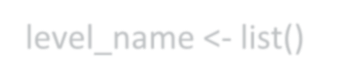 level_name <- list()